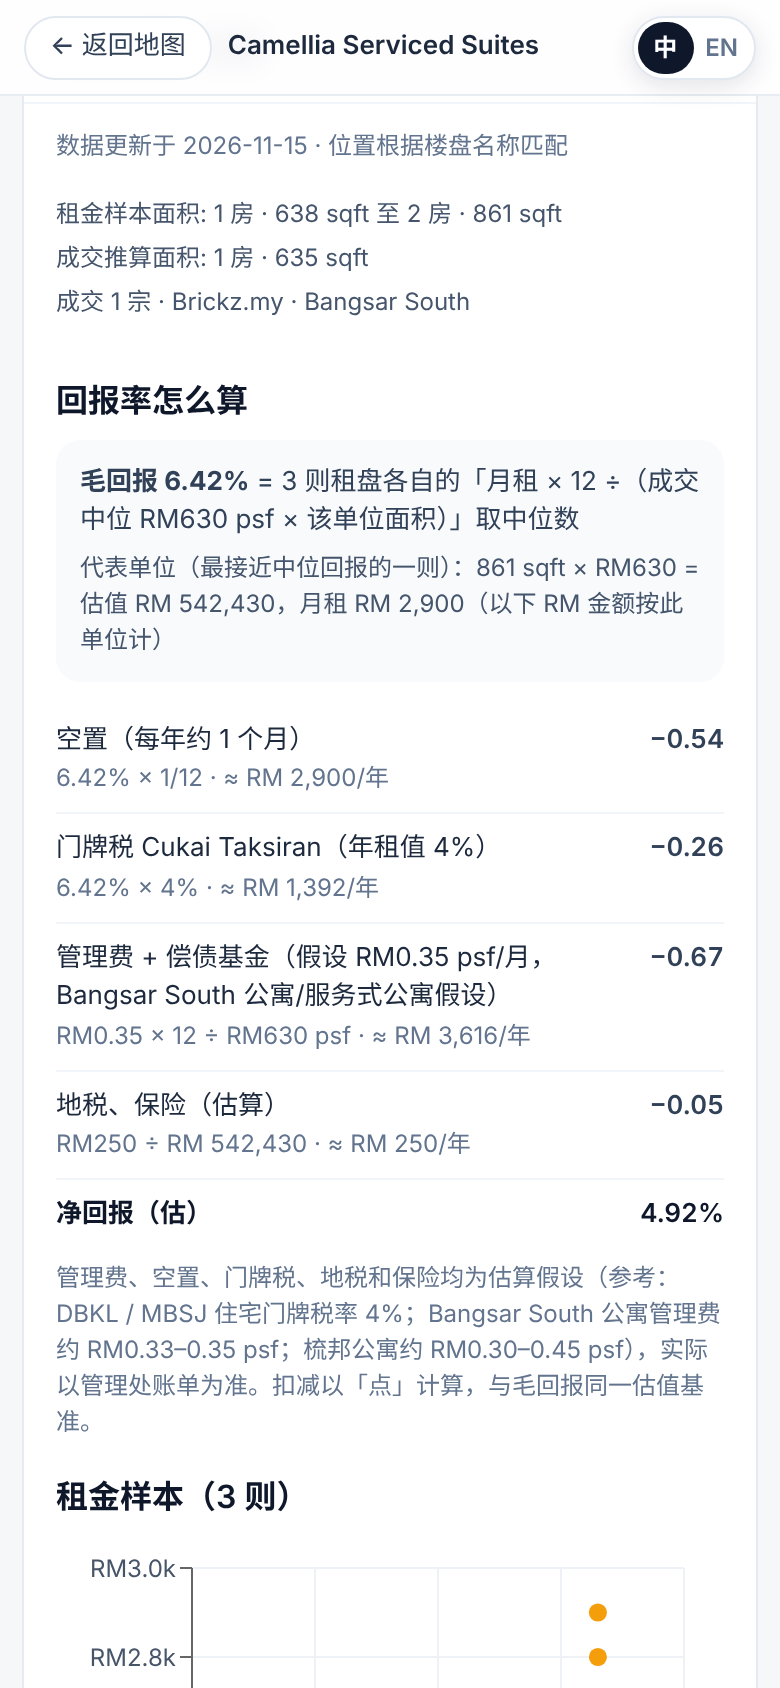 ← 返回地图
Camellia Serviced Suites
中 EN
数据更新于 2026-11-15 · 位置根据楼盘名称匹配
租金样本面积: 1 房 · 638 sqft 至 2 房 · 861 sqft
成交推算面积: 1 房 · 635 sqft
成交 1 宗 · Brickz.my · Bangsar South
回报率怎么算
毛回报 6.42% = 3 则租盘各自的「月租 × 12 ÷（成交
中位 RM630 psf × 该单位面积）」取中位数
代表单位（最接近中位回报的一则）：861 sqft × RM630 =
估值 RM 542,430，月租 RM 2,900（以下 RM 金额按此
单位计）
空置（每年约 1 个月） −0.54
6.42% × 1/12 · ≈ RM 2,900/年
门牌税 Cukai Taksiran（年租值 4%） −0.26
6.42% × 4% · ≈ RM 1,392/年
管理费 + 偿债基金（假设 RM0.35 psf/月， −0.67
Bangsar South 公寓/服务式公寓假设）
RM0.35 × 12 ÷ RM630 psf · ≈ RM 3,616/年
地税、保险（估算） −0.05
RM250 ÷ RM 542,430 · ≈ RM 250/年
净回报（估） 4.92%
管理费、空置、门牌税、地税和保险均为估算假设（参考：
DBKL / MBSJ 住宅门牌税率 4%；Bangsar South 公寓管理费
约 RM0.33–0.35 psf；梳邦公寓约 RM0.30–0.45 psf），实际
以管理处账单为准。扣减以「点」计算，与毛回报同一估值基
准。
租金样本（3 则）
RM3.0k
RM2.8k